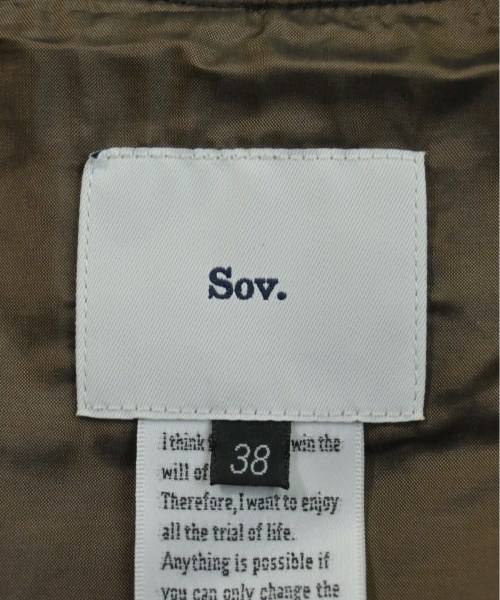 Sov.
38
I think win the
will of
Therefore, I want to enjoy
all the trial of life.
Anything is possible if
you can only change the